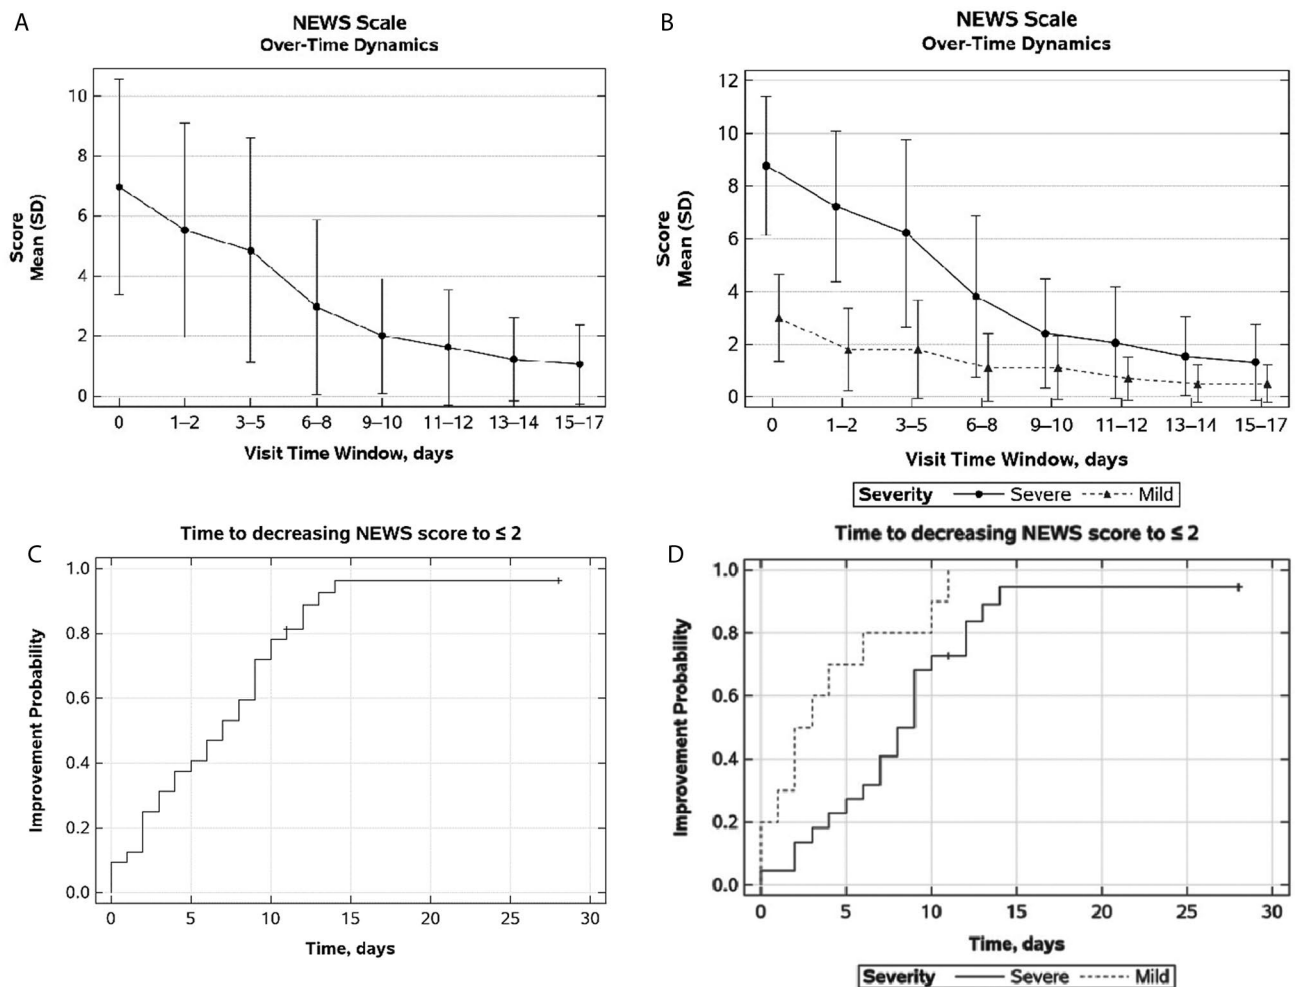 A
NEWS Scale
Over-Time Dynamics
Score
Mean (SD)
10
8
6
4
2
0
0 1–2 3–5 6–8 9–10 11–12 13–14 15–17
Visit Time Window, days
B
NEWS Scale
Over-Time Dynamics
Score
Mean (SD)
12
10
8
6
4
2
0
0 1–2 3–5 6–8 9–10 11–12 13–14 15–17
Visit Time Window, days
Severity Severe Mild
C
Time to decreasing NEWS score to ≤ 2
Improvement Probability
1.0
0.8
0.6
0.4
0.2
0.0
0 5 10 15 20 25 30
Time, days
D
Time to decreasing NEWS score to ≤ 2
Improvement Probability
1.0
0.8
0.6
0.4
0.2
0.0
0 5 10 15 20 25 30
Time, days
Severity Severe Mild